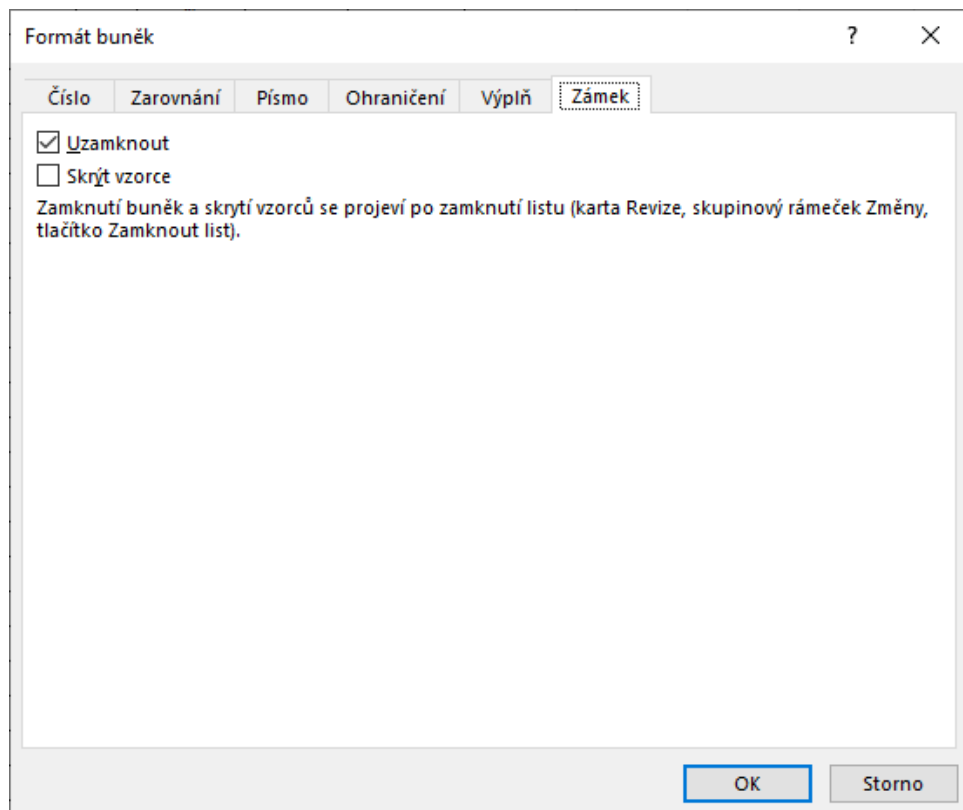 Formát buněk ?
Číslo Zarovnání Písmo Ohraničení Výplň Zámek
Uzamknout
Skrýt vzorce
Zamknutí buněk a skrytí vzorců se projeví po zamknutí listu (karta Revize, skupinový rámeček Změny,
tlačítko Zamknout list).
OK Storno